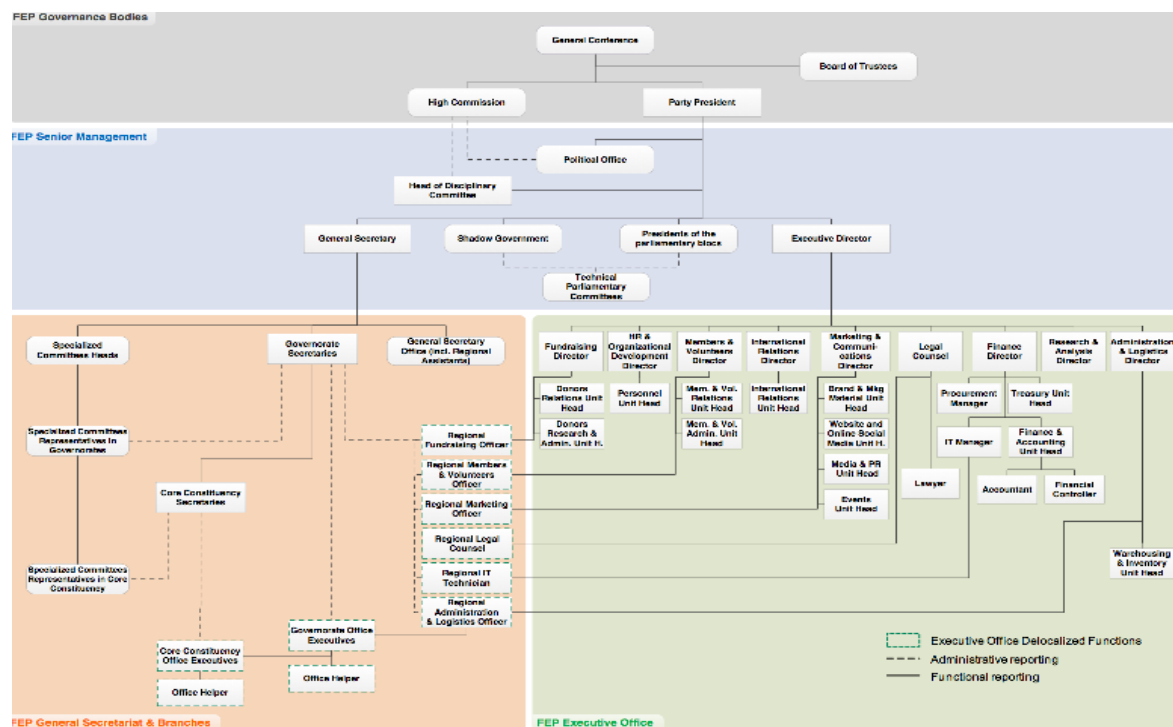 FEP Governance Bodies
General Conference
Board of Trustees
High Commission
Party President
FEP Senior Management
Political Office
Head of Disciplinary
Committee
General Secretary
Shadow Government
Presidents of the
parliamentary blocs
Executive Director
Technical
Parliamentary
Committees
Specialized
Committees Heads
Governorate
Secretaries
General Secretary
Office (incl. Regional
Assistants)
Specialized Committees
Representatives in
Governorates
Core Constituency
Secretaries
Specialized Committees
Representatives in Core
Constituency
Regional
Fundraising Officer
Regional Members
& Volunteers
Officer
Regional Marketing
Officer
Regional Legal
Counsel
Regional IT
Technician
Regional
Administration
& Logistics Officer
Governorate Office
Executives
Core Constituency
Office Executives
Office Helper
Office Helper
FEP General Secretariat & Branches
Fundraising
Director
HR &
Organizational
Development
Director
Members &
Volunteers
Director
International
Relations
Director
Marketing &
Communi-
cations
Director
Legal
Counsel
Finance
Director
Research &
Analysis
Director
Administration
& Logistics
Director
Donors
Relations Unit
Head
Personnel
Unit Head
Mem. & Vol.
Relations
Unit Head
International
Relations Unit
Head
Brand & Mkg
Material Unit
Head
Procurement
Manager
Treasury Unit
Head
Donors
Research &
Admin. Unit H.
Mem. & Vol.
Admin. Unit
Head
Website and
Online Social
Media Unit H.
IT Manager
Finance &
Accounting
Unit Head
Media & PR
Unit Head
Lawyer
Accountant
Financial
Controller
Events
Unit Head
Warehousing
& Inventory
Unit Head
Executive Office Delocalized Functions
Administrative reporting
Functional reporting
FEP Executive Office